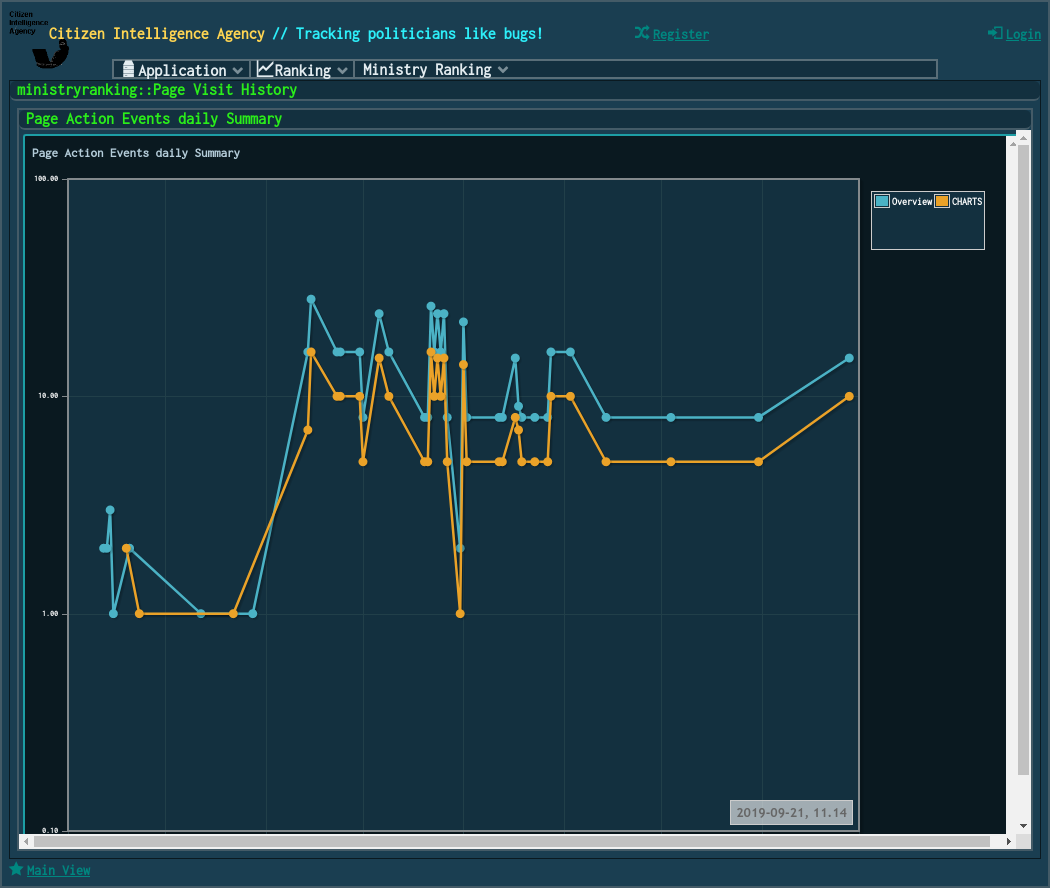 Citizen
Intelligence
Agency
Citizen Intelligence Agency // Tracking politicians like bugs!
Register
Login
Application
Ranking
Ministry Ranking
ministryranking::Page Visit History
Page Action Events daily Summary
Page Action Events daily Summary
100.00
Overview
CHARTS
10.00
1.00
2019-09-21, 11.14
0.10
Main View